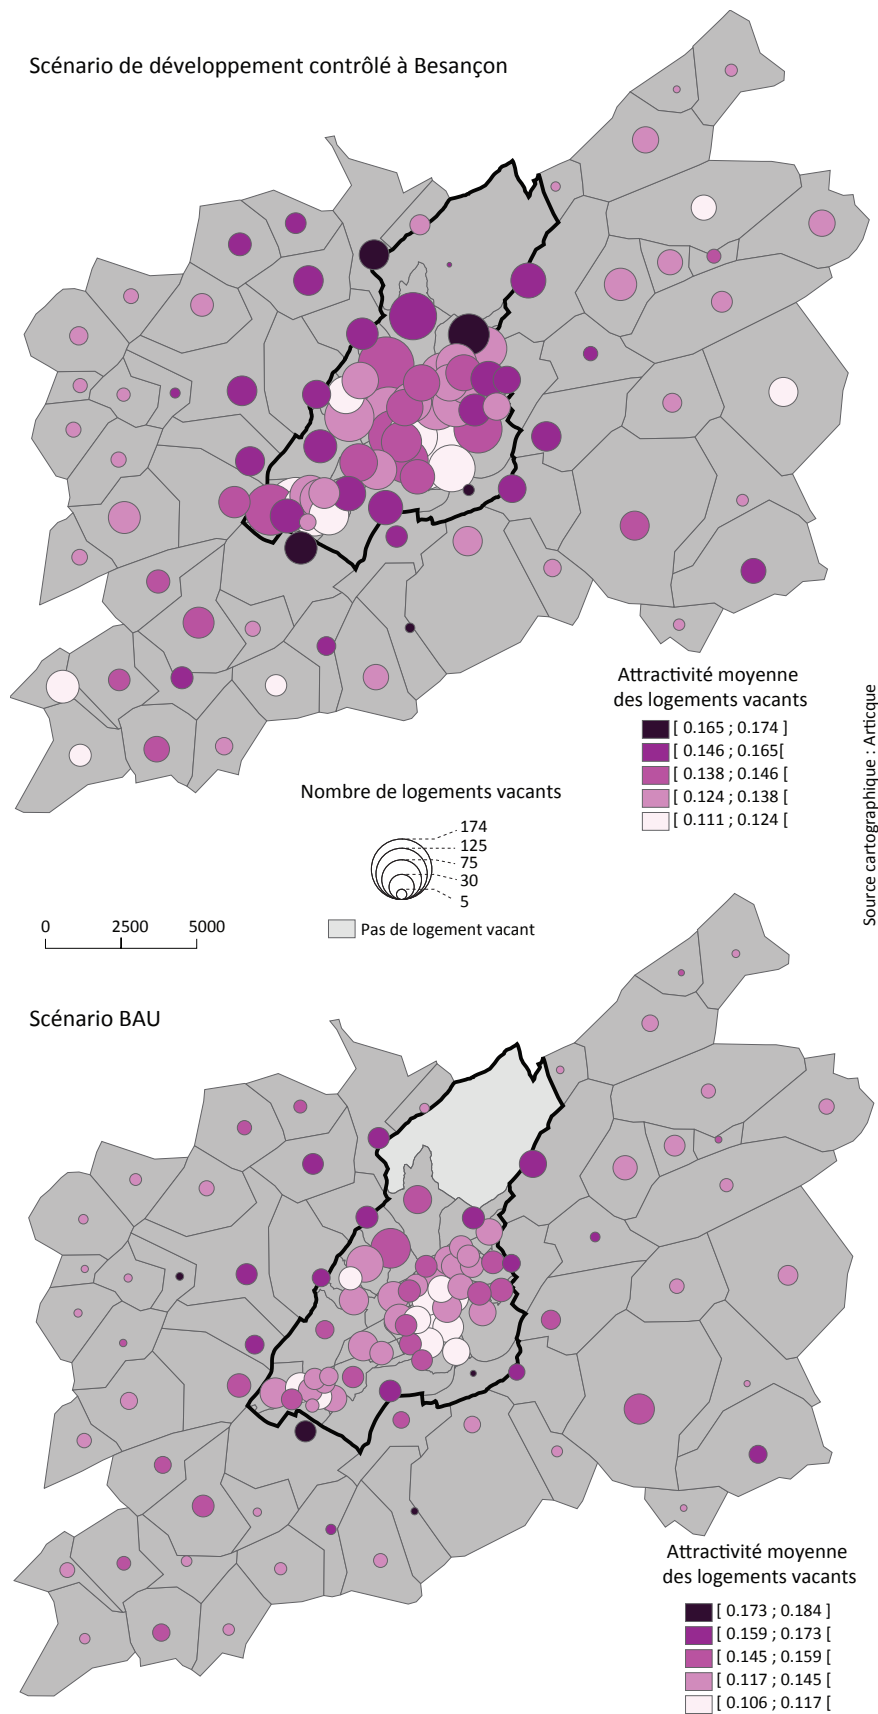 Scénario de développement contrôlé à Besançon
Attractivité moyenne
des logements vacants
[ 0.165 ; 0.174 ]
[ 0.146 ; 0.165[
[ 0.138 ; 0.146 [
[ 0.124 ; 0.138 [
[ 0.111 ; 0.124 [
Source cartographique : Articque
Nombre de logements vacants
174
125
75
30
5
0 2500 5000
Pas de logement vacant
Scénario BAU
Attractivité moyenne
des logements vacants
[ 0.173 ; 0.184 ]
[ 0.159 ; 0.173 [
[ 0.145 ; 0.159 [
[ 0.117 ; 0.145 [
[ 0.106 ; 0.117 [